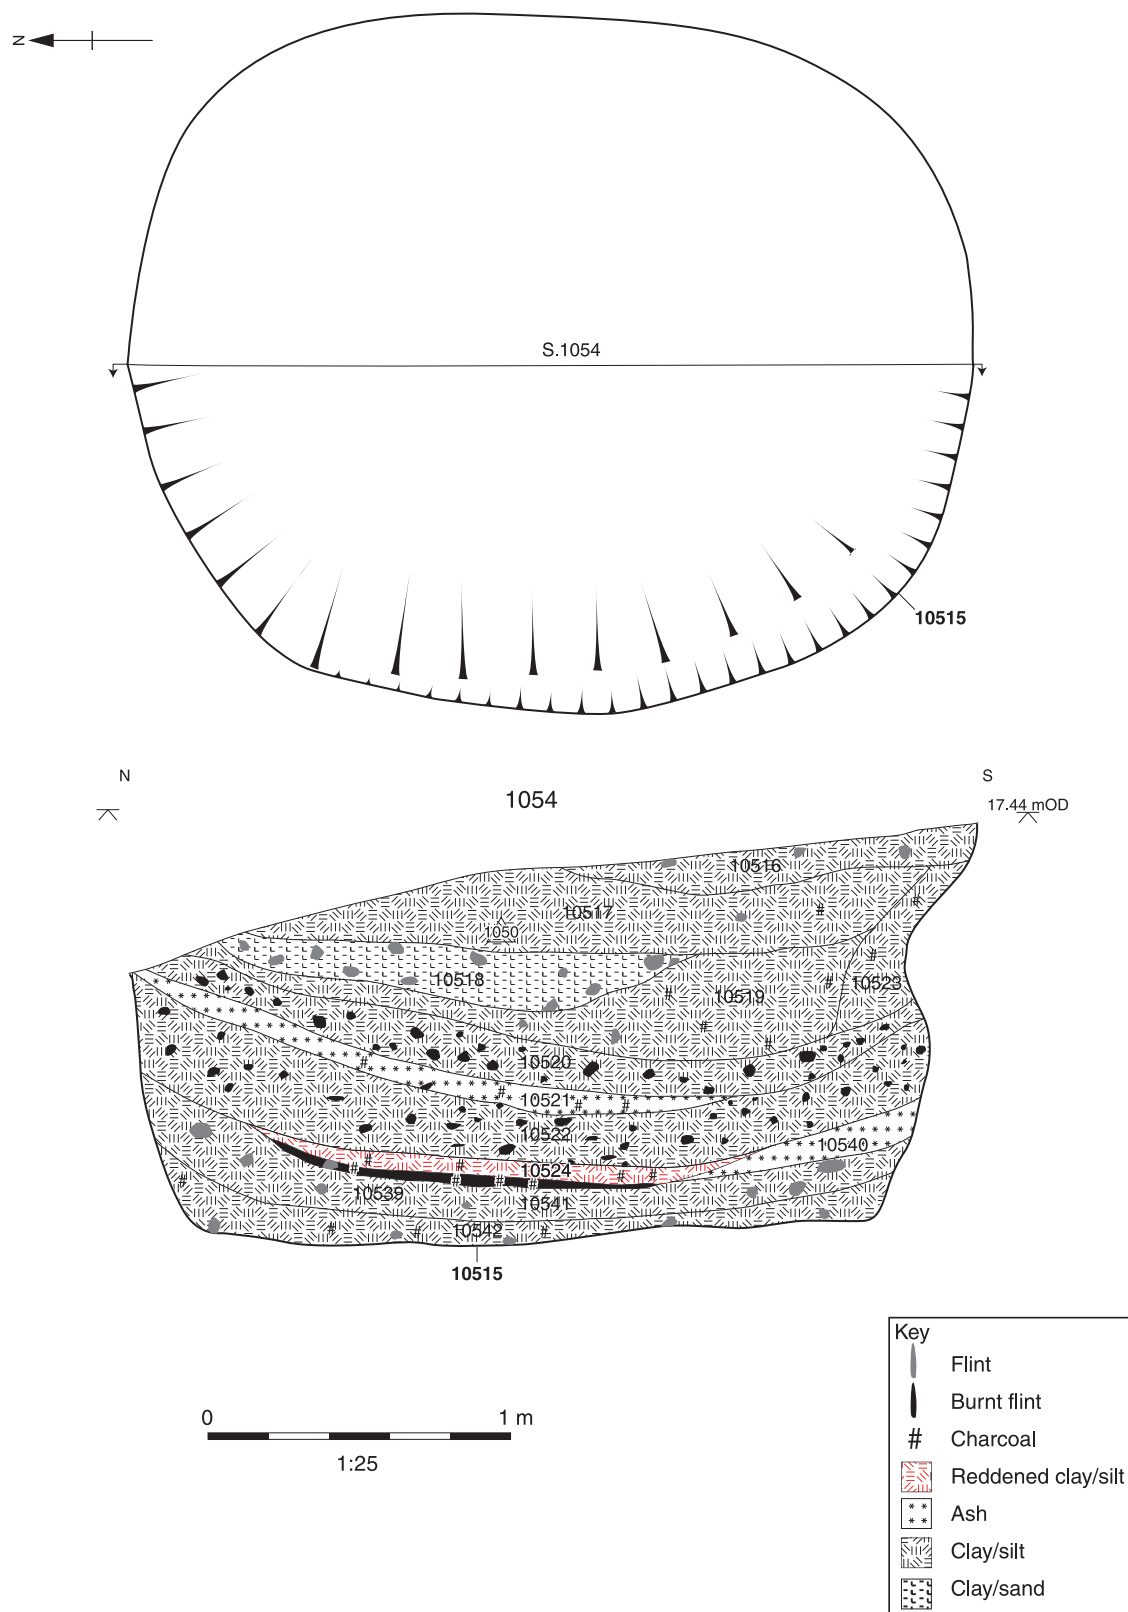 N
S.1054
10515
N
S
1054
17.44 mOD
10516
10517
1050
10518
10519
10523
10520
10521
10522
10540
10524
10539
10541
10542
10515
Key
Flint
Burnt flint
# Charcoal
Reddened clay/silt
Ash
Clay/silt
Clay/sand
0 1 m
1:25